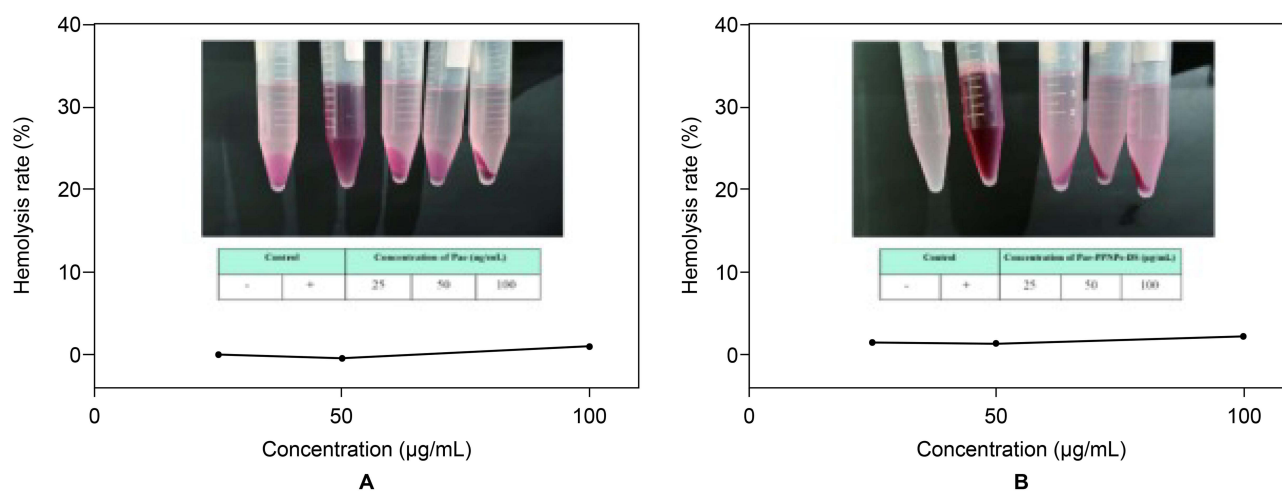 40
30
20
10
0
Hemolysis rate (%)
Control
Concentration of Pae (ug/mL)
-
+
25
50
100
0
50
100
Concentration (µg/mL)
A
40
30
20
10
0
Hemolysis rate (%)
Control
Concentration of Pae-PPNPs-DS (µg/mL)
-
+
25
50
100
0
50
100
Concentration (µg/mL)
B